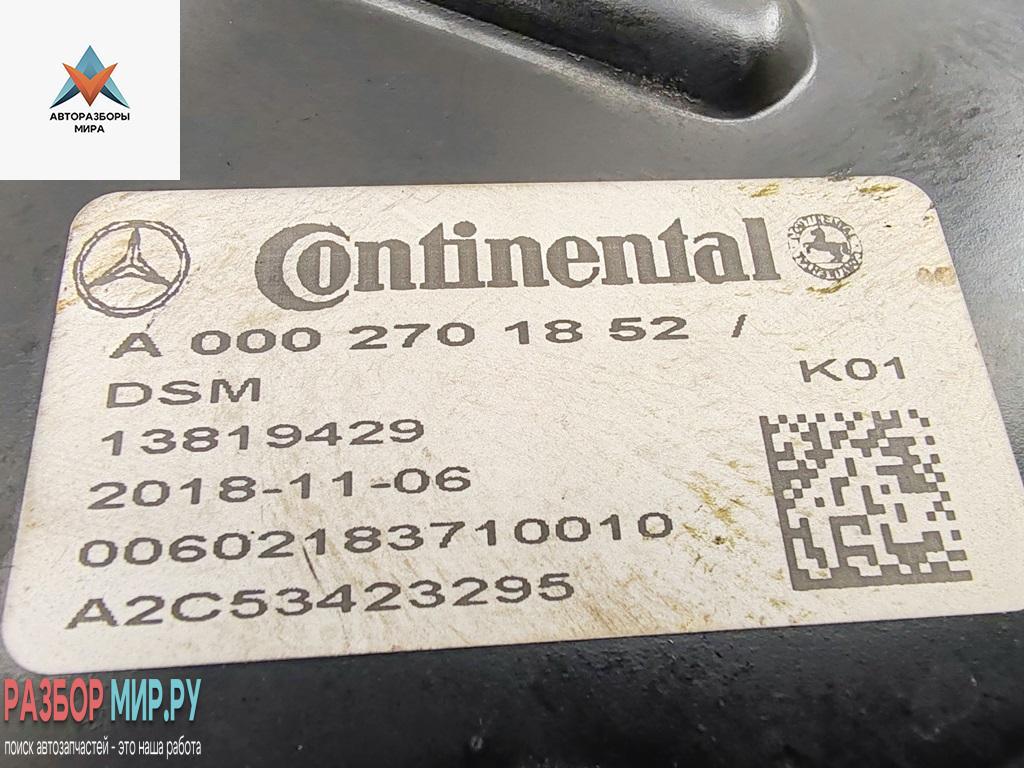 АВТОРАЗБОРЫ
МИРА
Continental
A 000 270 18 52 /
K01
DSM
13819429
2018-11-06
00602183710010
A2C53423295
РАЗБОР МИР.РУ
поиск автозапчастей - это наша работа